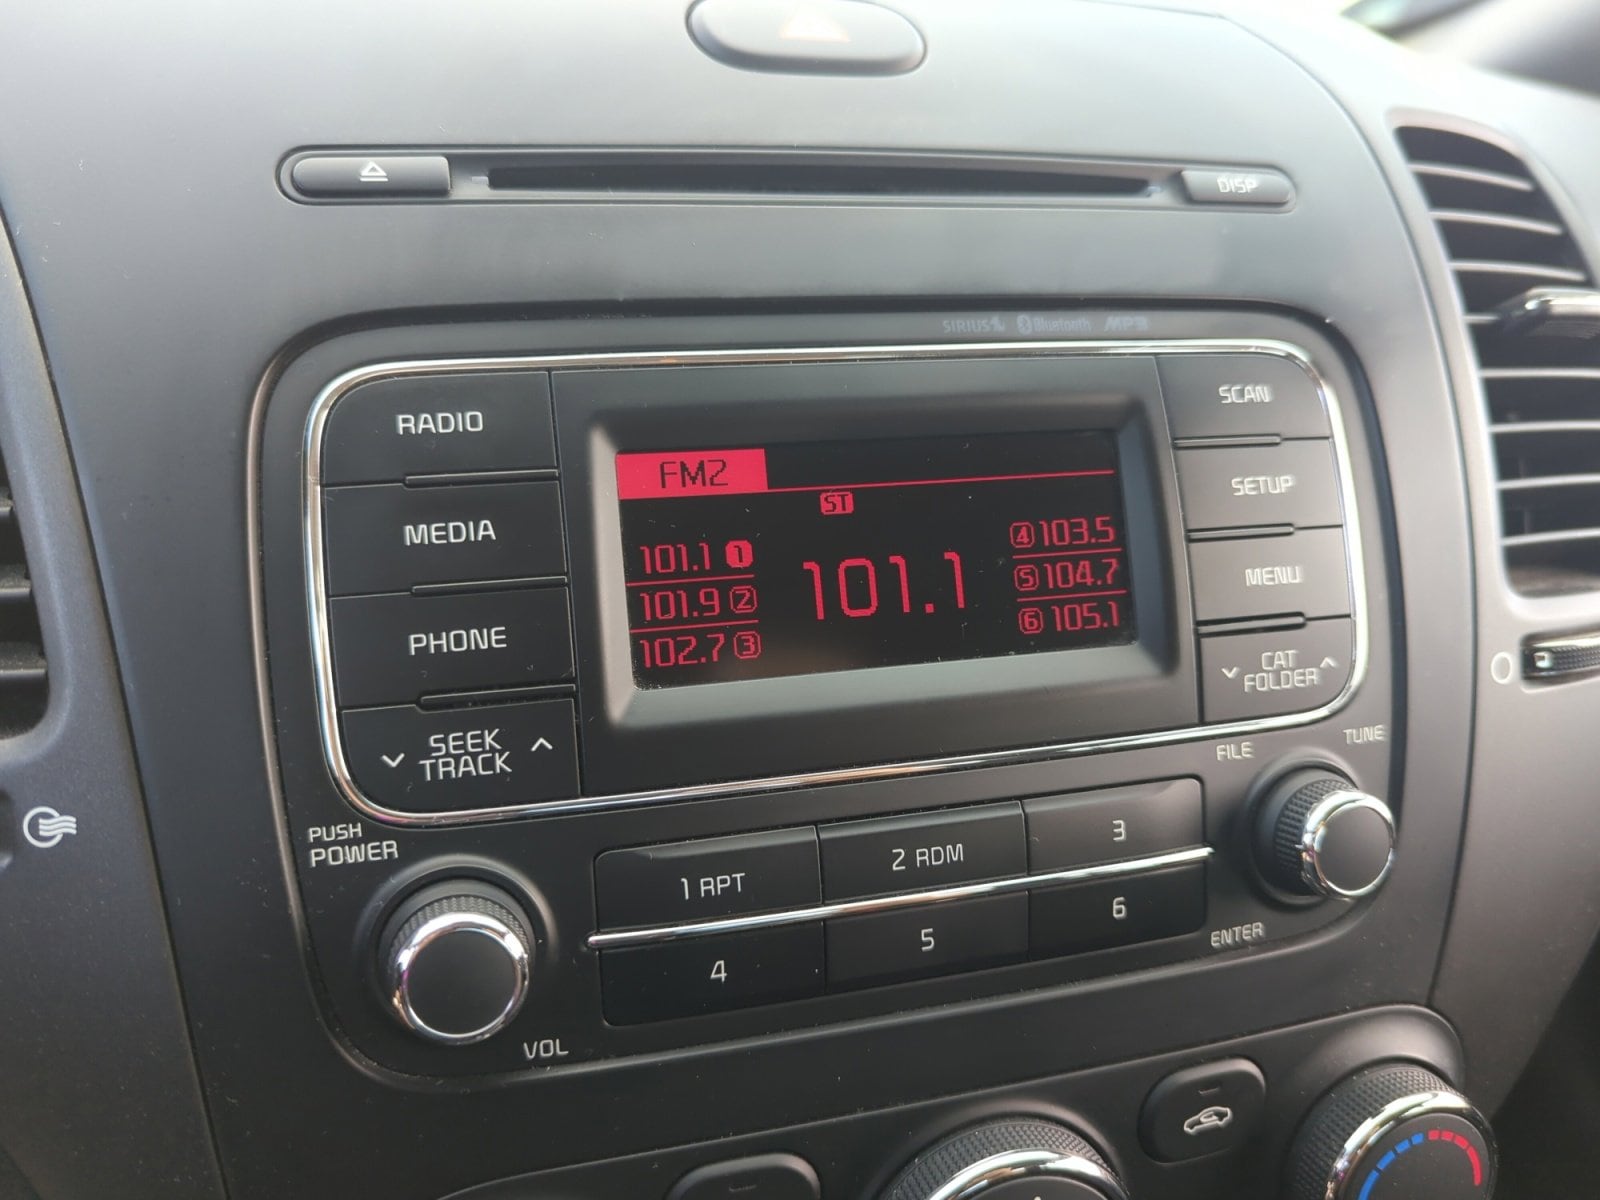 DISP
SIRIUS Bluetooth MP3
RADIO
MEDIA
PHONE
SEEK
TRACK
FM2
ST
101.1 1
101.9 2
102.7 3
101.1
4 103.5
5 104.7
6 105.1
SCAN
SETUP
MENU
CAT
FOLDER
FILE
TUNE
PUSH
POWER
VOL
1 RPT
2 RDM
3
4
5
6
ENTER